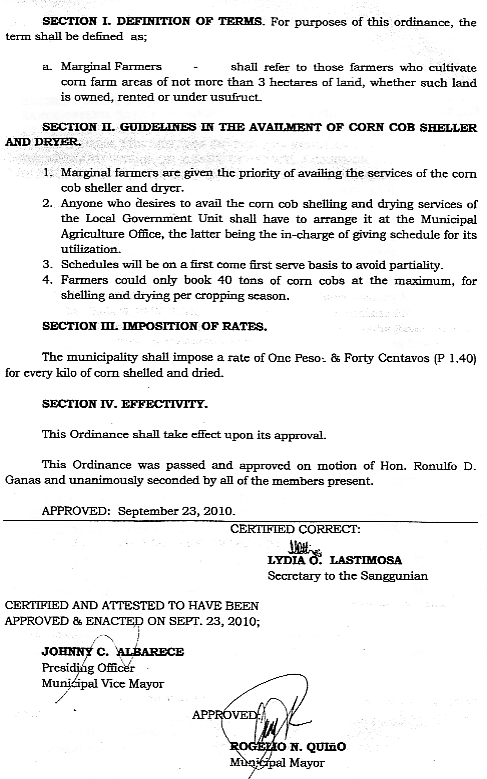 SECTION I. DEFINITION OF TERMS. For purposes of this ordinance, the
term shall be defined as;
a. Marginal Farmers - shall refer to those farmers who cultivate
corn farm areas of not more than 3 hectares of land, whether such land
is owned, rented or under usufruct.
SECTION II. GUIDELINES IN THE AVAILMENT OF CORN COB SHELLER
AND DRYER.
1. Marginal farmers are given the priority of availing the services of the corn
cob sheller and dryer.
2. Anyone who desires to avail the corn cob shelling and drying services of
the Local Government Unit shall have to arrange it at the Municipal
Agriculture Office, the latter being the in-charge of giving schedule for its
utilization.
3. Schedules will be on a first come first serve basis to avoid partiality.
4. Farmers could only book 40 tons of corn cobs at the maximum, for
shelling and drying per cropping season.
SECTION III. IMPOSITION OF RATES.
The municipality shall impose a rate of One Peso & Forty Centavos (P 1.40)
for every kilo of corn shelled and dried.
SECTION IV. EFFECTIVITY.
This Ordinance shall take effect upon its approval.
This Ordinance was passed and approved on motion of Hon. Ronulfo D.
Ganas and unanimously seconded by all of the members present.
APPROVED: September 23, 2010.
CERTIFIED CORRECT:
LYDIA O. LASTIMOSA
Secretary to the Sanggunian
CERTIFIED AND ATTESTED TO HAVE BEEN
APPROVED & ENACTED ON SEPT. 23, 2010;
JOHNNY C. ALBARECE
Presiding Officer
Municipal Vice Mayor
APPROVED:
ROGELIO N. QUIñO
Municipal Mayor